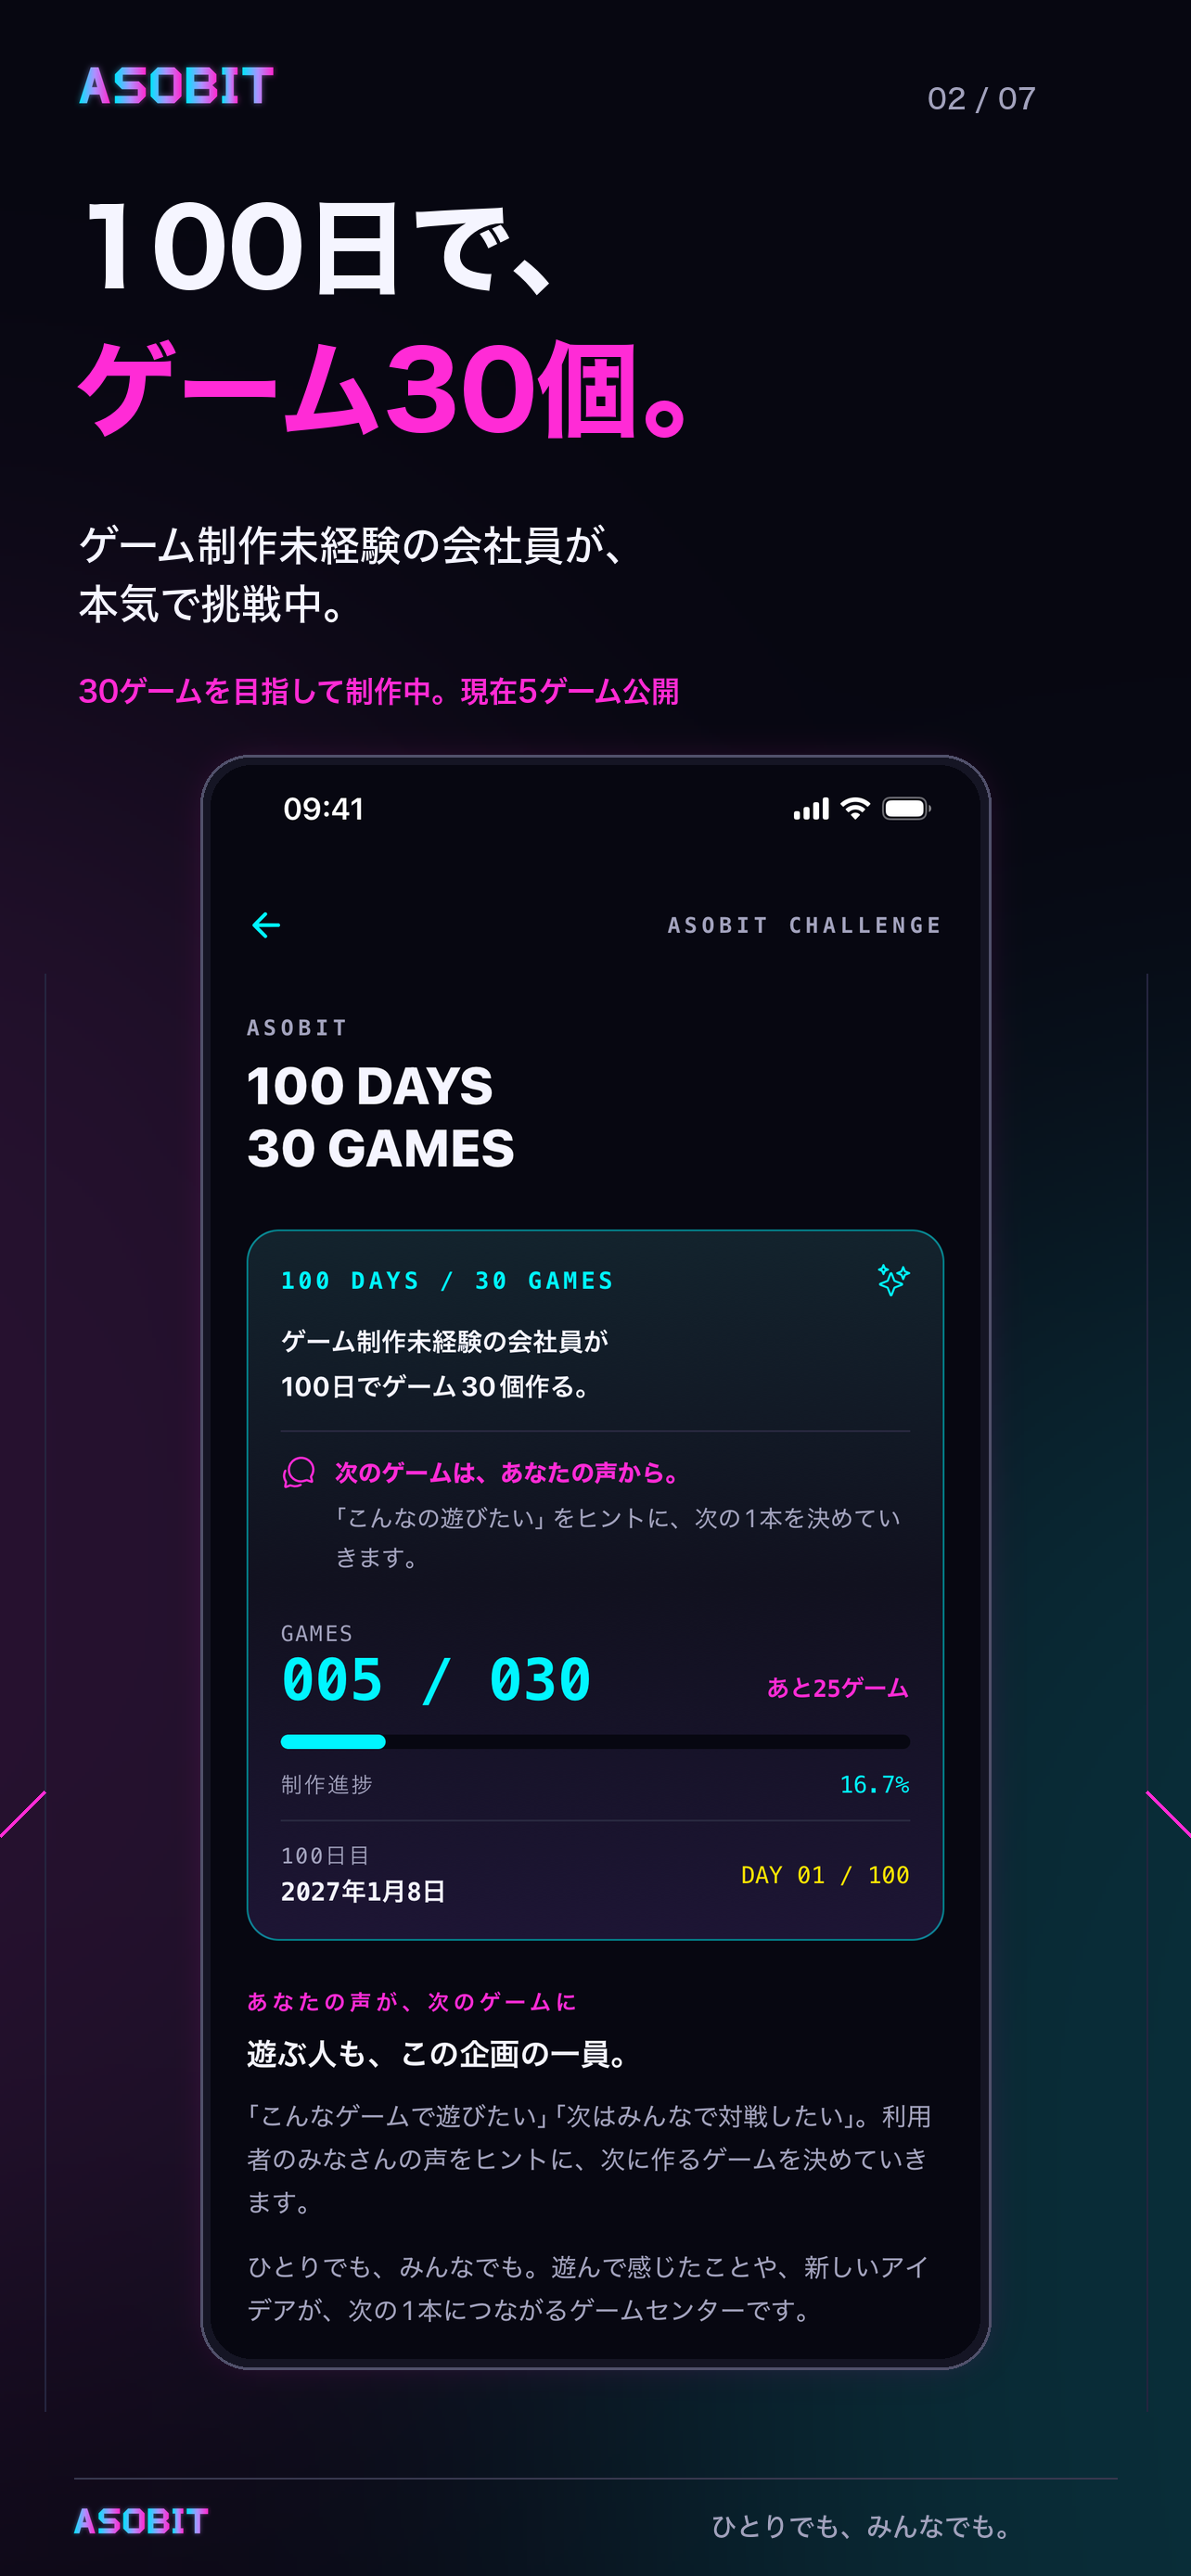 ASOBIT
02 / 07
100日で、
ゲーム30個。
ゲーム制作未経験の会社員が、
本気で挑戦中。
30ゲームを目指して制作中。現在5ゲーム公開
09:41
ASOBIT CHALLENGE
ASOBIT
100 DAYS
30 GAMES
100 DAYS / 30 GAMES
ゲーム制作未経験の会社員が
100日でゲーム30個作る。
次のゲームは、あなたの声から。
「こんなの遊びたい」をヒントに、次の1本を決めてい
きます。
GAMES
005 / 030
あと25ゲーム
制作進捗
16.7%
100日目
2027年1月8日
DAY 01 / 100
あなたの声が、次のゲームに
遊ぶ人も、この企画の一員。
「こんなゲームで遊びたい」「次はみんなで対戦したい」。利用
者のみなさんの声をヒントに、次に作るゲームを決めていき
ます。
ひとりでも、みんなでも。遊んで感じたことや、新しいアイ
デアが、次の1本につながるゲームセンターです。
ASOBIT
ひとりでも、みんなでも。